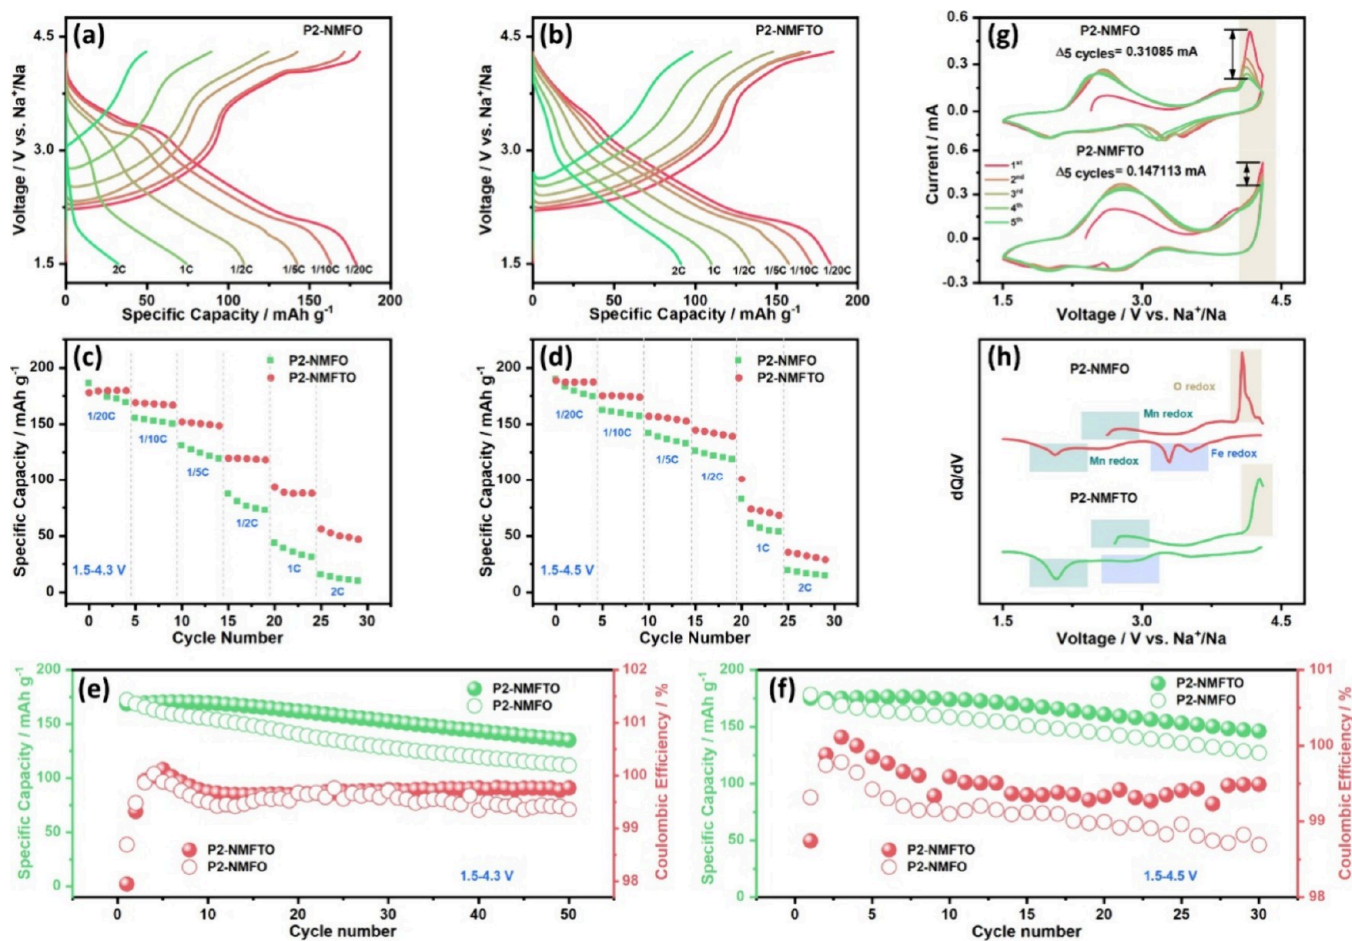 (a)
P2-NMFO
4.5
3.0
1.5
Voltage / V vs. Na⁺/Na
2C
1C
1/2C
1/5C
1/10C
1/20C
0
50
100
150
200
Specific Capacity / mAh g⁻¹
(b)
P2-NMFTO
4.5
3.0
1.5
Voltage / V vs. Na⁺/Na
2C
1C
1/2C
1/5C
1/10C
1/20C
0
50
100
150
200
Specific Capacity / mAh g⁻¹
(g)
P2-NMFO
Δ5 cycles= 0.31085 mA
P2-NMFTO
Δ5 cycles= 0.147113 mA
1ˢᵗ
2ⁿᵈ
3ʳᵈ
4ᵗʰ
5ᵗʰ
0.6
0.3
0.0
0.6
0.3
0.0
-0.3
Current / mA
1.5
3.0
4.5
Voltage / V vs. Na⁺/Na
(c)
P2-NMFO
P2-NMFTO
200
150
100
50
0
Specific Capacity / mAh g⁻¹
1/20C
1/10C
1/5C
1/2C
1C
2C
1.5-4.3 V
0
5
10
15
20
25
30
Cycle Number
(d)
P2-NMFO
P2-NMFTO
200
150
100
50
0
Specific Capacity / mAh g⁻¹
1/20C
1/10C
1/5C
1/2C
1C
2C
1.5-4.5 V
0
5
10
15
20
25
30
Cycle Number
(h)
P2-NMFO
O redox
Mn redox
Mn redox
Fe redox
P2-NMFTO
dQ/dV
1.5
3.0
4.5
Voltage / V vs. Na⁺/Na
(e)
P2-NMFTO
P2-NMFO
P2-NMFTO
P2-NMFO
1.5-4.3 V
200
150
100
50
0
Specific Capacity / mAh g⁻¹
102
101
100
99
98
Coulombic Efficiency / %
0
10
20
30
40
50
Cycle number
(f)
P2-NMFTO
P2-NMFO
P2-NMFTO
P2-NMFO
1.5-4.5 V
200
150
100
50
0
Specific Capacity / mAh g⁻¹
101
100
99
98
Coulombic Efficiency / %
0
5
10
15
20
25
30
Cycle number